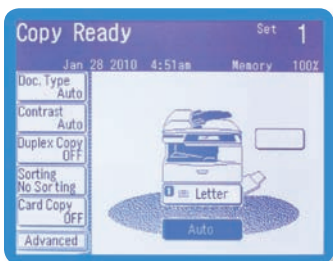 Copy Ready
Set 1
Jan 28 2010 4:51am Memory 100%
Doc. Type
Auto
Contrast
Auto
Duplex Copy
OFF
Sorting
No Sorting
Card Copy
OFF
Advanced
1 Letter
Auto